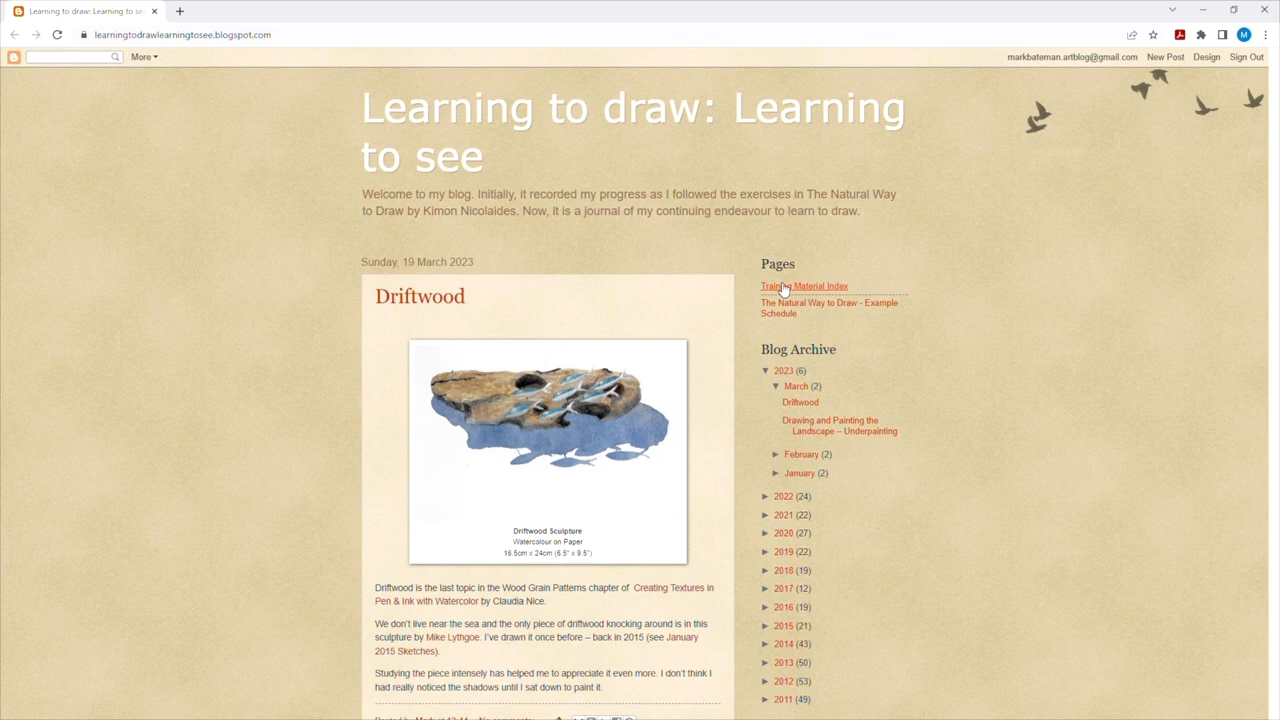 Learning to draw: Learning to se
learningtodrawlearningtosee.blogspot.com
M
More
markbateman.artblog@gmail.com New Post Design Sign Out
Learning to draw: Learning
to see
Welcome to my blog. Initially, it recorded my progress as I followed the exercises in The Natural Way
to Draw by Kimon Nicolaides. Now, it is a journal of my continuing endeavour to learn to draw.
Sunday, 19 March 2023
Driftwood
Driftwood Sculpture
Watercolour on Paper
16.5cm x 24cm (6.5" x 9.5")
Driftwood is the last topic in the Wood Grain Patterns chapter of Creating Textures in
Pen & Ink with Watercolor by Claudia Nice.
We don't live near the sea and the only piece of driftwood knocking around is in this
sculpture by Mike Lythgoe. I've drawn it once before – back in 2015 (see January
2015 Sketches).
Studying the piece intensely has helped me to appreciate it even more. I don't think I
had really noticed the shadows until I sat down to paint it.
Pages
Training Material Index
The Natural Way to Draw - Example
Schedule
Blog Archive
▼ 2023 (6)
▼ March (2)
Driftwood
Drawing and Painting the
Landscape – Underpainting
► February (2)
► January (2)
► 2022 (24)
► 2021 (22)
► 2020 (27)
► 2019 (22)
► 2018 (19)
► 2017 (12)
► 2016 (19)
► 2015 (21)
► 2014 (43)
► 2013 (50)
► 2012 (53)
► 2011 (49)